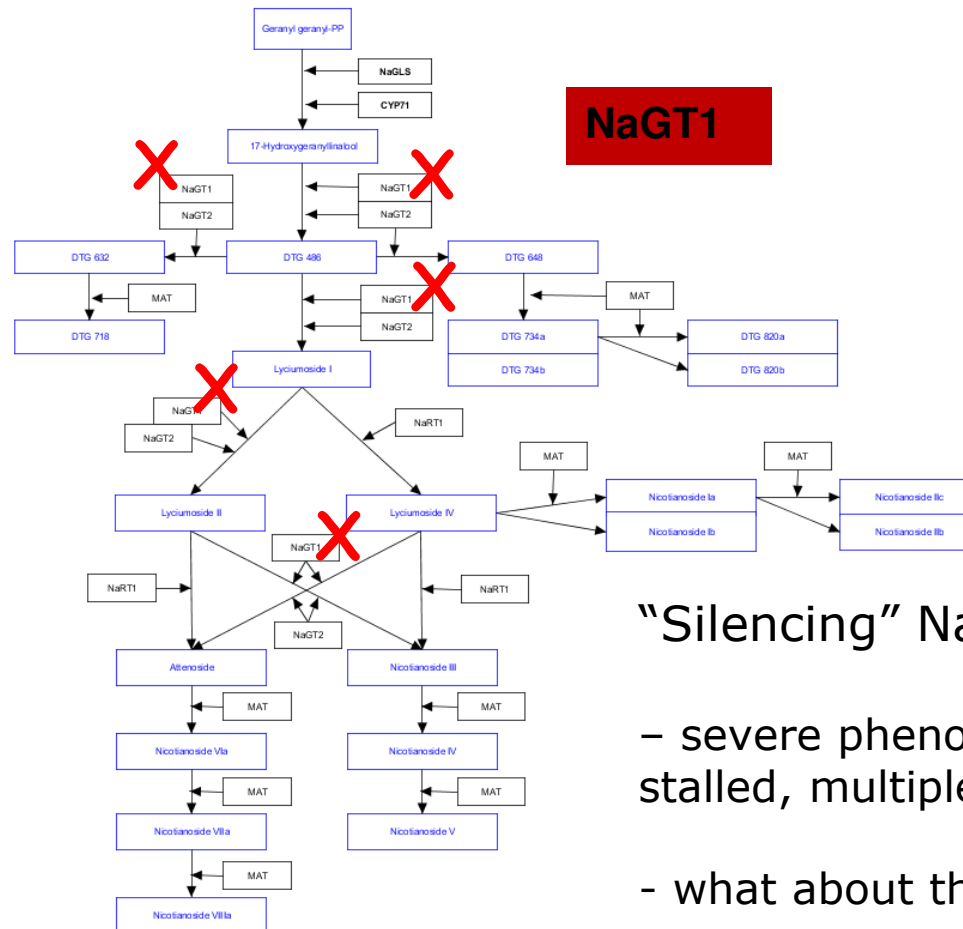 Geranyl geranyl-PP
NaGLS
CYP71
NaGT1
17-Hydroxygeranyllinalool
NaGT1
NaGT2
NaGT1
NaGT2
DTG 632
DTG 486
DTG 648
MAT
NaGT1
NaGT2
MAT
DTG 718
DTG 734a
DTG 734b
DTG 820a
DTG 820b
Lyciumoside I
NaGT1
NaGT2
NaRT1
MAT
MAT
Lyciumoside II
Lyciumoside IV
Nicotianoside Ia
Nicotianoside Ib
Nicotianoside IIc
Nicotianoside IIb
NaGT1
NaRT1
NaRT1
NaGT2
"Silencing" Na
Attenoside
Nicotianoside III
MAT
MAT
– severe pheno
stalled, multiple
Nicotianoside VIa
Nicotianoside IV
MAT
MAT
Nicotianoside VIIa
Nicotianoside V
MAT
- what about th
Nicotianoside VIIIa